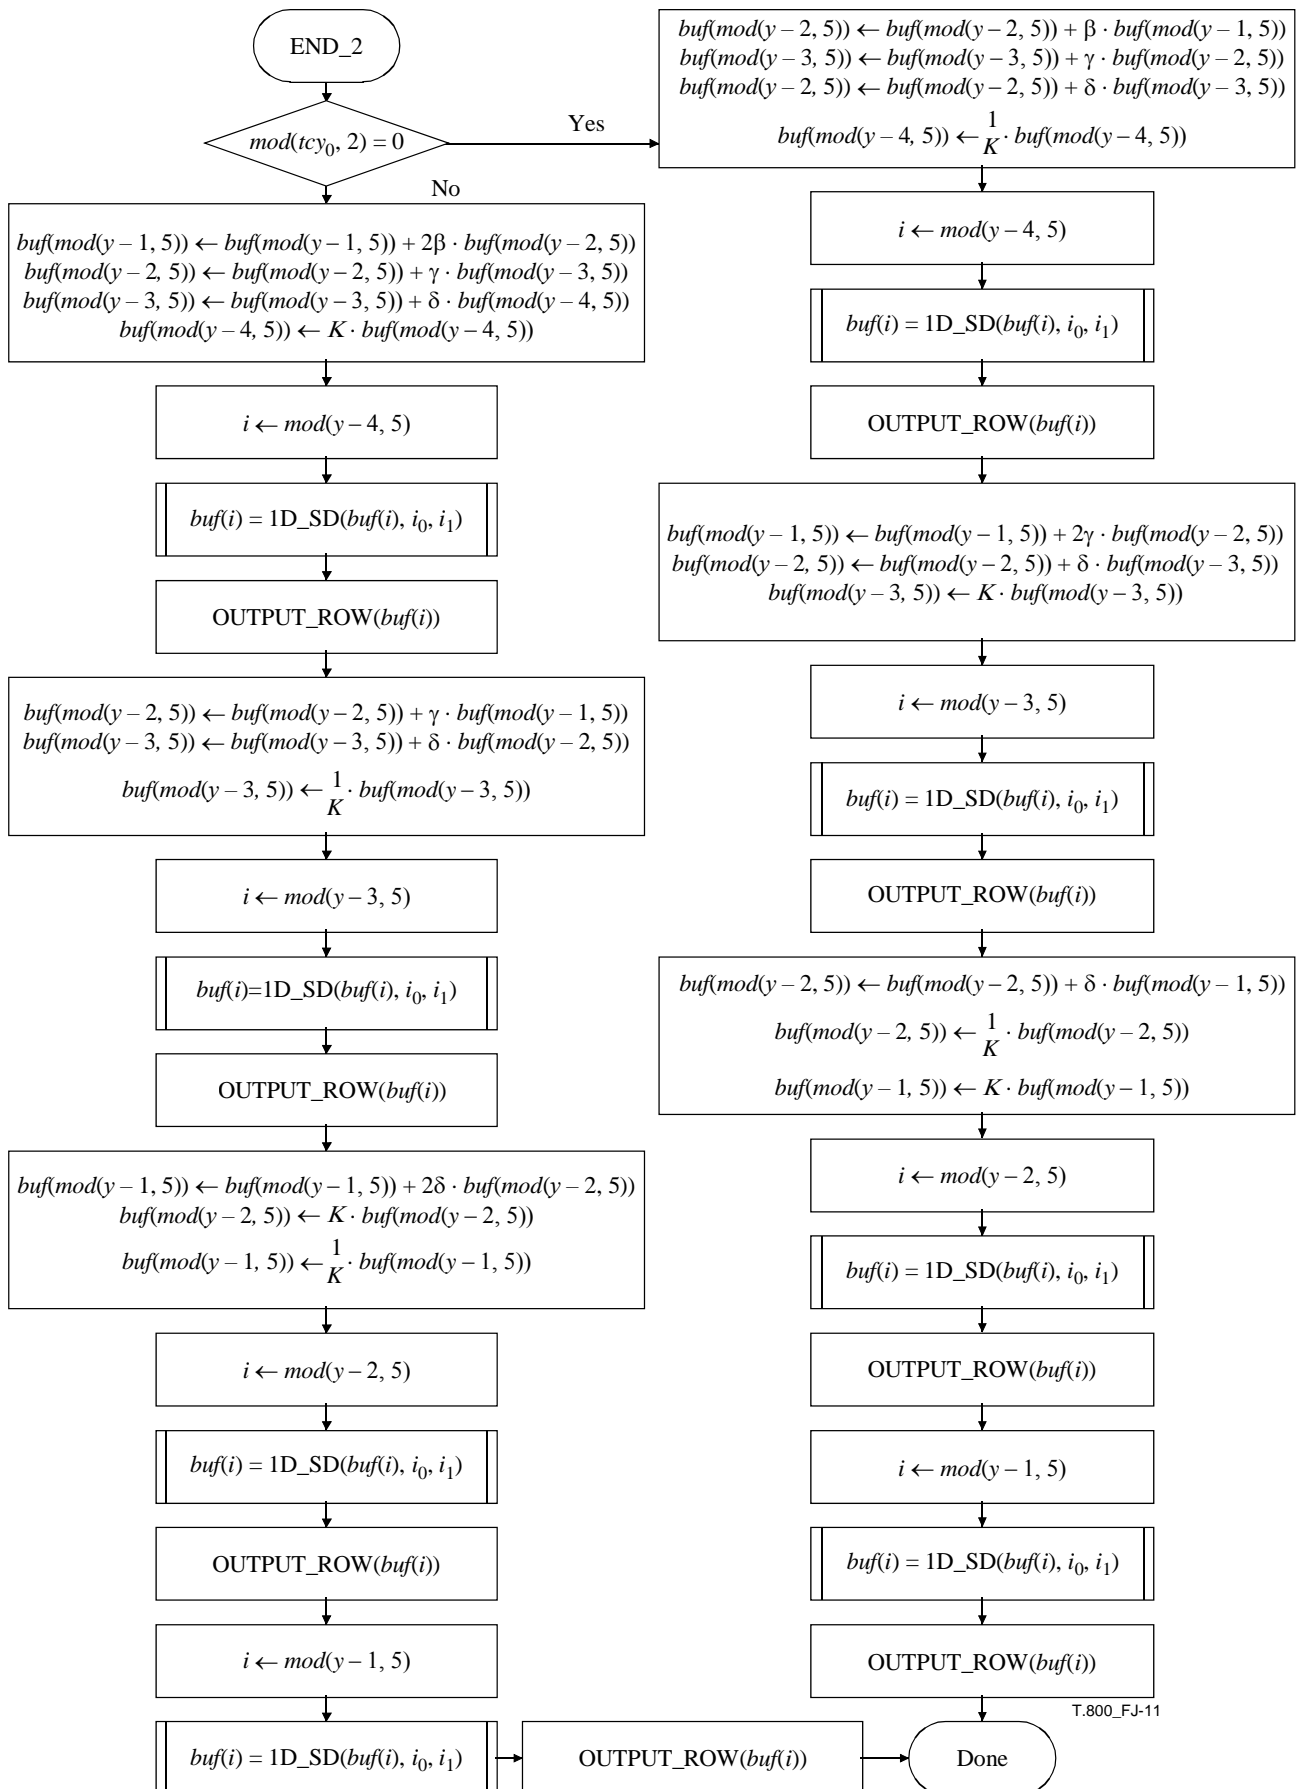 END_2
mod(tcy₀, 2) = 0
Yes
No
buf(mod(y – 1, 5)) ← buf(mod(y – 1, 5)) + 2β · buf(mod(y – 2, 5))
buf(mod(y – 2, 5)) ← buf(mod(y – 2, 5)) + γ · buf(mod(y – 3, 5))
buf(mod(y – 3, 5)) ← buf(mod(y – 3, 5)) + δ · buf(mod(y – 4, 5))
buf(mod(y – 4, 5)) ← K · buf(mod(y – 4, 5))
i ← mod(y – 4, 5)
buf(i) = 1D_SD(buf(i), i₀, i₁)
OUTPUT_ROW(buf(i))
buf(mod(y – 2, 5)) ← buf(mod(y – 2, 5)) + γ · buf(mod(y – 1, 5))
buf(mod(y – 3, 5)) ← buf(mod(y – 3, 5)) + δ · buf(mod(y – 2, 5))
buf(mod(y – 3, 5)) ← 1/K · buf(mod(y – 3, 5))
i ← mod(y – 3, 5)
buf(i)=1D_SD(buf(i), i₀, i₁)
OUTPUT_ROW(buf(i))
buf(mod(y – 1, 5)) ← buf(mod(y – 1, 5)) + 2δ · buf(mod(y – 2, 5))
buf(mod(y – 2, 5)) ← K · buf(mod(y – 2, 5))
buf(mod(y – 1, 5)) ← 1/K · buf(mod(y – 1, 5))
i ← mod(y – 2, 5)
buf(i) = 1D_SD(buf(i), i₀, i₁)
OUTPUT_ROW(buf(i))
i ← mod(y – 1, 5)
buf(i) = 1D_SD(buf(i), i₀, i₁)
OUTPUT_ROW(buf(i))
buf(mod(y – 2, 5)) ← buf(mod(y – 2, 5)) + β · buf(mod(y – 1, 5))
buf(mod(y – 3, 5)) ← buf(mod(y – 3, 5)) + γ · buf(mod(y – 2, 5))
buf(mod(y – 2, 5)) ← buf(mod(y – 2, 5)) + δ · buf(mod(y – 3, 5))
buf(mod(y – 4, 5)) ← 1/K · buf(mod(y – 4, 5))
i ← mod(y – 4, 5)
buf(i) = 1D_SD(buf(i), i₀, i₁)
OUTPUT_ROW(buf(i))
buf(mod(y – 1, 5)) ← buf(mod(y – 1, 5)) + 2γ · buf(mod(y – 2, 5))
buf(mod(y – 2, 5)) ← buf(mod(y – 2, 5)) + δ · buf(mod(y – 3, 5))
buf(mod(y – 3, 5)) ← K · buf(mod(y – 3, 5))
i ← mod(y – 3, 5)
buf(i) = 1D_SD(buf(i), i₀, i₁)
OUTPUT_ROW(buf(i))
buf(mod(y – 2, 5)) ← buf(mod(y – 2, 5)) + δ · buf(mod(y – 1, 5))
buf(mod(y – 2, 5)) ← 1/K · buf(mod(y – 2, 5))
buf(mod(y – 1, 5)) ← K · buf(mod(y – 1, 5))
i ← mod(y – 2, 5)
buf(i) = 1D_SD(buf(i), i₀, i₁)
OUTPUT_ROW(buf(i))
i ← mod(y – 1, 5)
buf(i) = 1D_SD(buf(i), i₀, i₁)
OUTPUT_ROW(buf(i))
T.800_FJ-11
Done